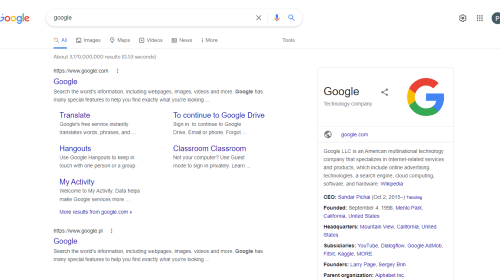 Google
google
All
Images
Maps
Videos
News
More
Tools
About 3,170,000,000 results (0.59 seconds)
https://www.google.com
Google
Search the world's information, including webpages, images, videos and more. Google has
many special features to help you find exactly what you're looking ...
Translate
Google's free service instantly
translates words, phrases, and ...
To continue to Google Drive
Sign in. to continue to Google
Drive. Email or phone. Forgot ...
Hangouts
Use Google Hangouts to keep in
touch with one person or a group.
Classroom Classroom
Not your computer? Use Guest
mode to sign in privately. Learn ...
My Activity
Welcome to My Activity. Data helps
make Google services more ...
More results from google.com »
https://www.google.pl
Google
Search the world's information, including webpages, images, videos and more. Google has
many special features to help you find exactly what you're looking ...
Google
Technology company
google.com
Google LLC is an American multinational technology
company that specializes in Internet-related services
and products, which include online advertising
technologies, a search engine, cloud computing,
software, and hardware. Wikipedia
CEO: Sundar Pichai (Oct 2, 2015–) Trending
Founded: September 4, 1998, Menlo Park,
California, United States
Headquarters: Mountain View, California, United
States
Subsidiaries: YouTube, Dialogflow, Google AdMob,
Fitbit, Kaggle, MORE
Founders: Larry Page, Sergey Brin
Parent organization: Alphabet Inc.